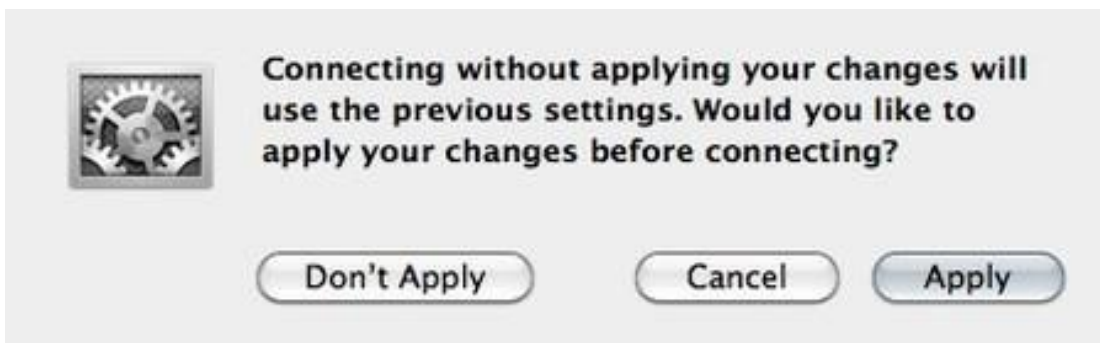 Connecting without applying your changes will
use the previous settings. Would you like to
apply your changes before connecting?
Don't Apply
Cancel
Apply